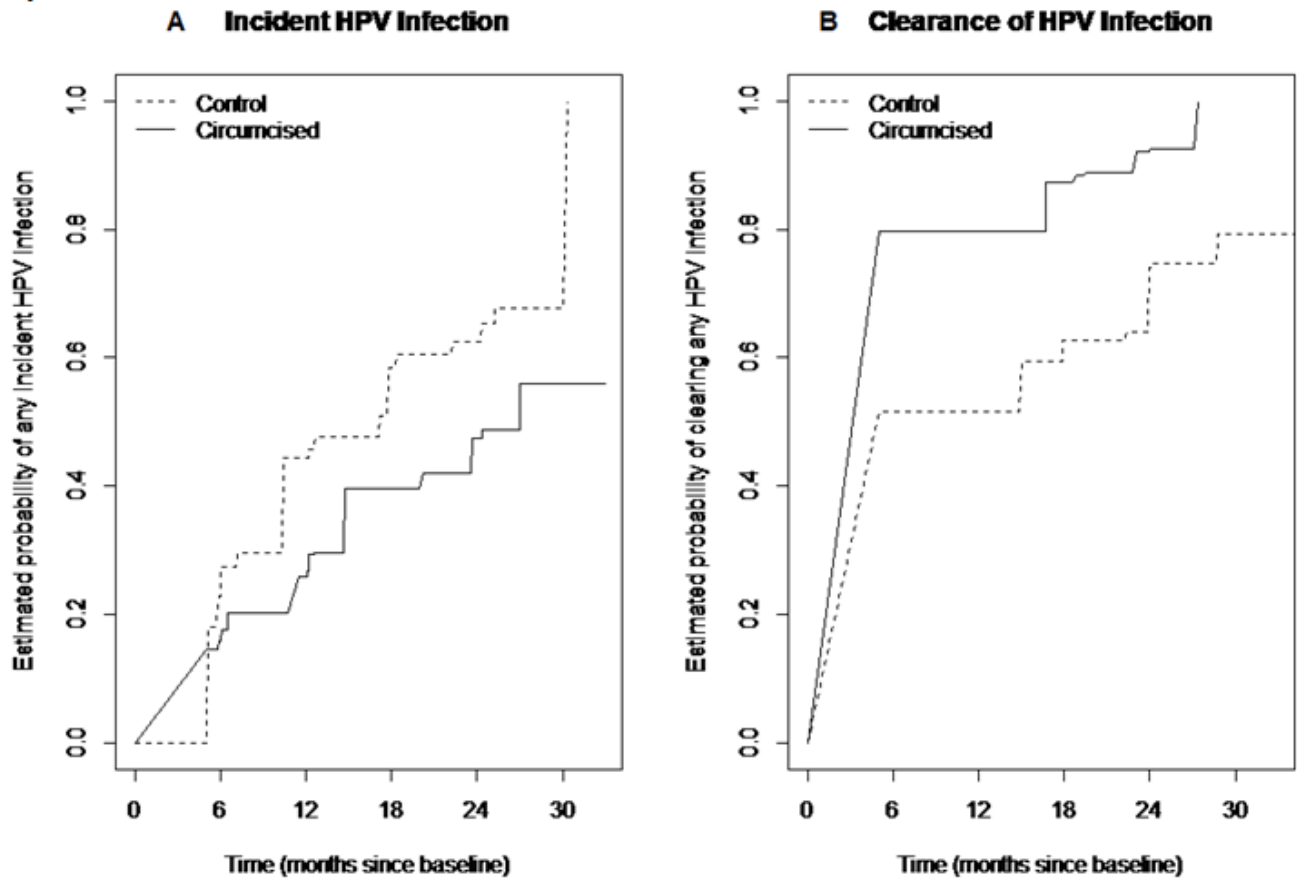 A Incident HPV Infection
Control
Circumcised
Estimated probability of any incident HPV infection
0.0 0.2 0.4 0.6 0.8 1.0
0 6 12 18 24 30
Time (months since baseline)
B Clearance of HPV Infection
Control
Circumcised
Estimated probability of clearing any HPV infection
0.0 0.2 0.4 0.6 0.8 1.0
0 6 12 18 24 30
Time (months since baseline)